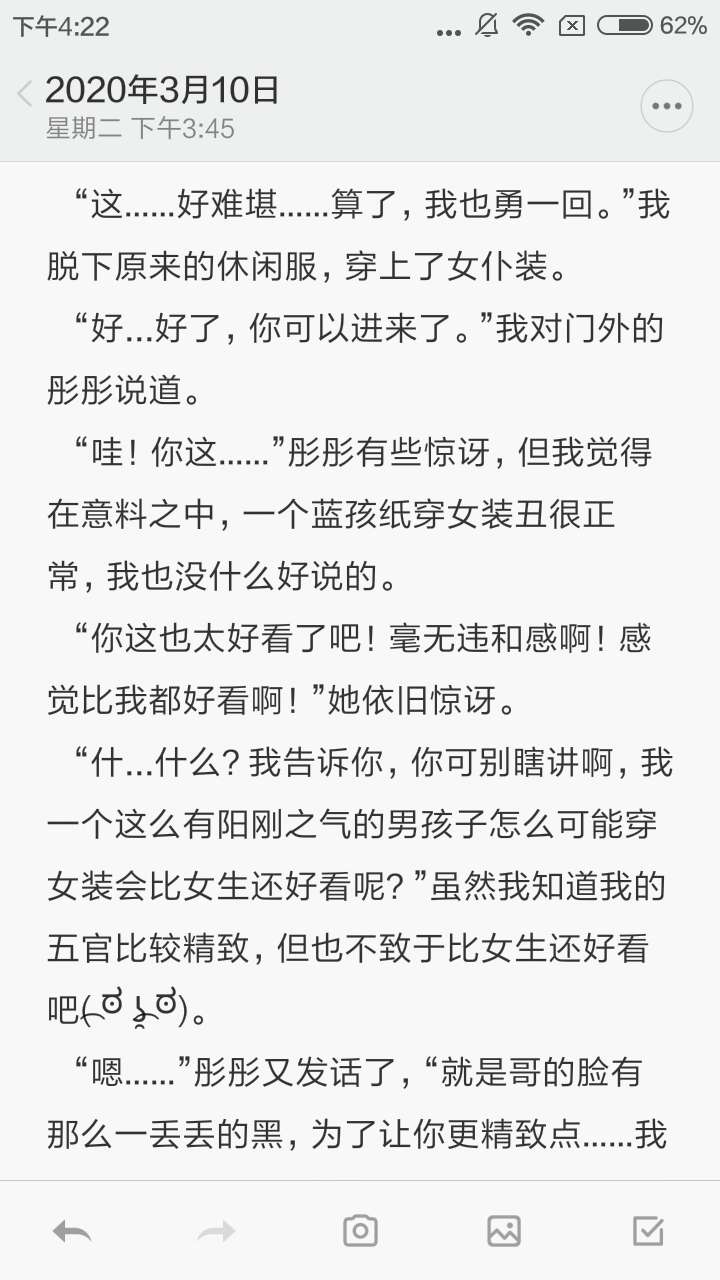 下午4:22
... 62%
2020年3月10日
星期二 下午3:45
“这......好难堪......算了，我也勇一回。”我
脱下原来的休闲服，穿上了女仆装。
“好...好了，你可以进来了。”我对门外的
彤彤说道。
“哇！你这......”彤彤有些惊讶，但我觉得
在意料之中，一个蓝孩纸穿女装丑很正
常，我也没什么好说的。
“你这也太好看了吧！毫无违和感啊！感
觉比我都好看啊！”她依旧惊讶。
“什...什么？我告诉你，你可别瞎讲啊，我
一个这么有阳刚之气的男孩子怎么可能穿
女装会比女生还好看呢？”虽然我知道我的
五官比较精致，但也不致于比女生还好看
吧(͡ಠ ʖ̯ ͡ಠ)。
“嗯......”彤彤又发话了，“就是哥的脸有
那么一丢丢的黑，为了让你更精致点......我